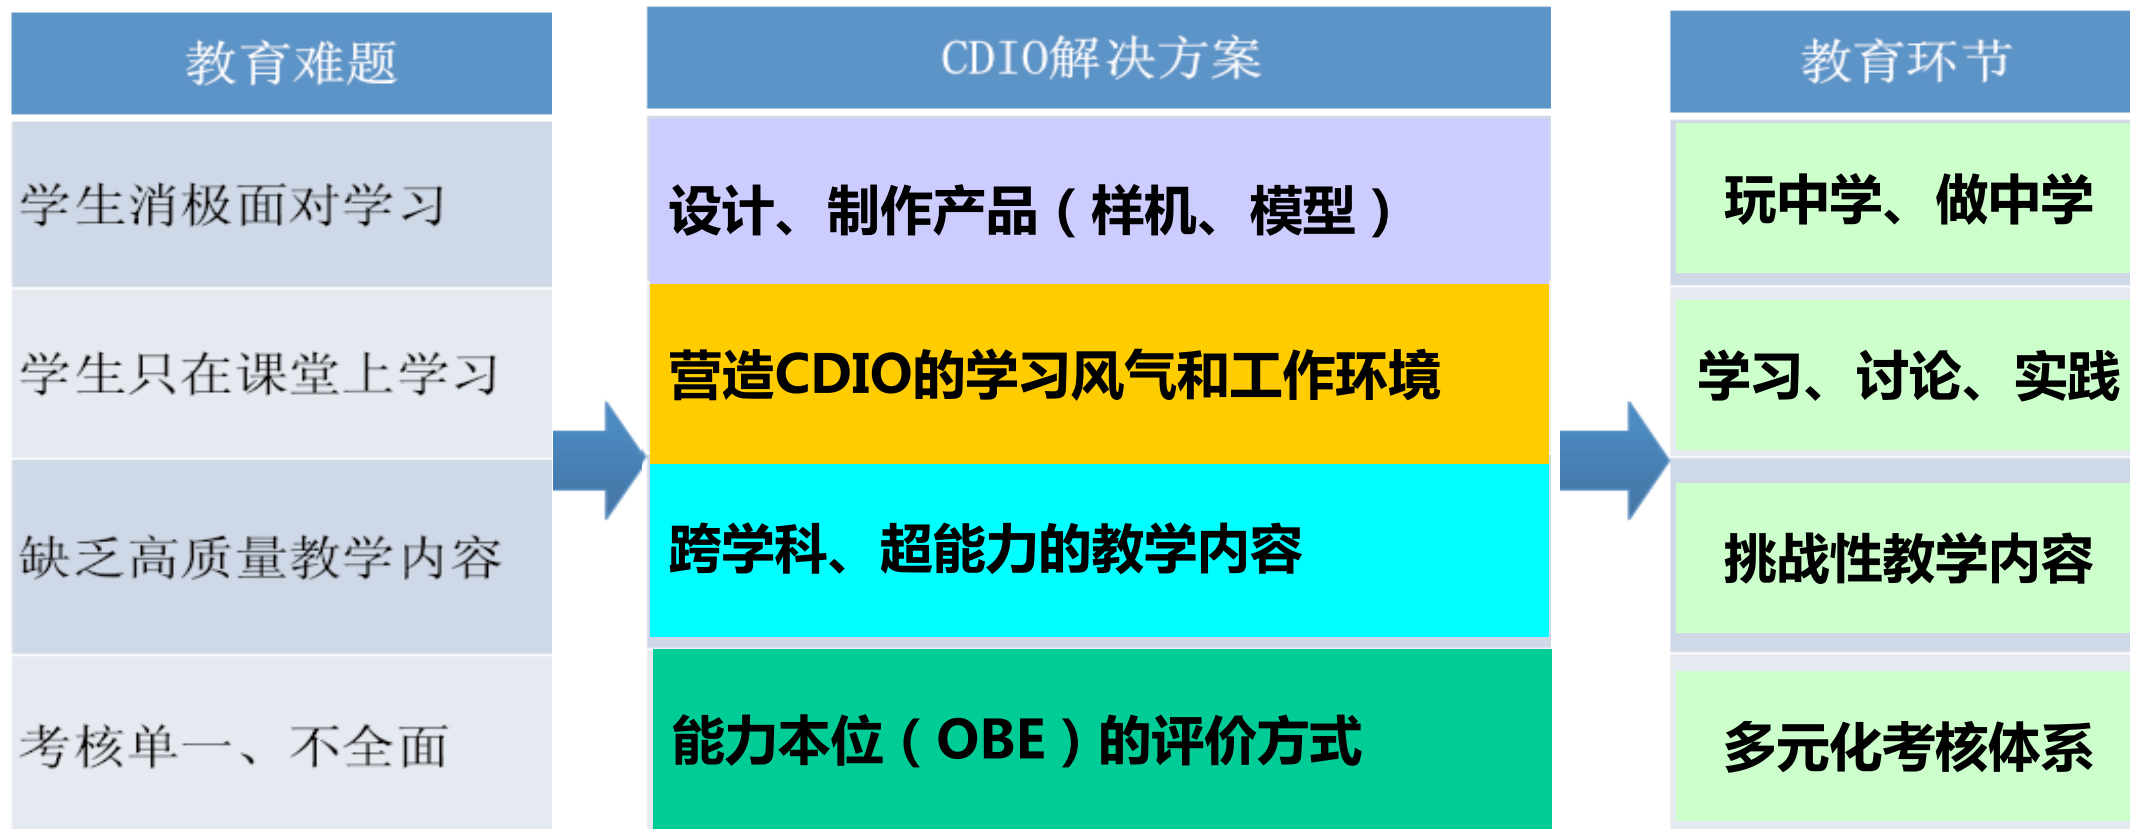 教育难题
CDIO解决方案
教育环节
学生消极面对学习
设计、制作产品（样机、模型）
玩中学、做中学
学生只在课堂上学习
营造CDIO的学习风气和工作环境
学习、讨论、实践
缺乏高质量教学内容
跨学科、超能力的教学内容
挑战性教学内容
考核单一、不全面
能力本位（OBE）的评价方式
多元化考核体系